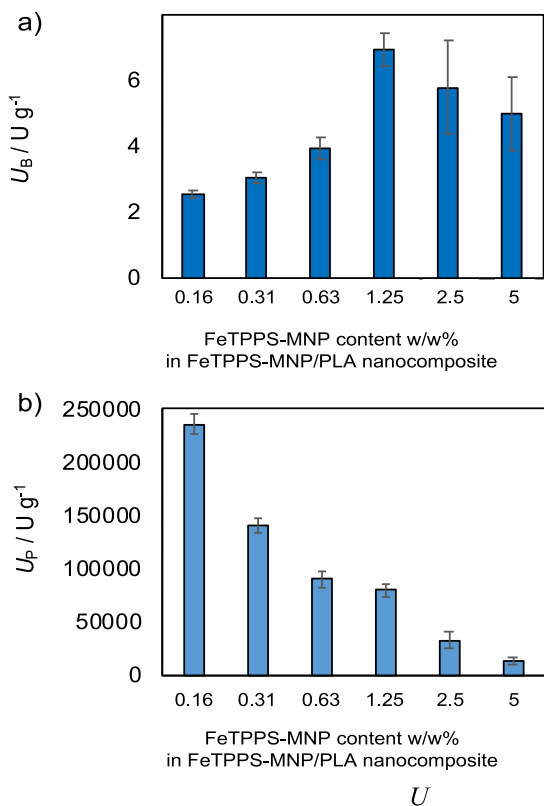 a)
U_B / U g⁻¹
6
4
2
0
0.16 0.31 0.63 1.25 2.5 5
FeTPPS-MNP content w/w%
in FeTPPS-MNP/PLA nanocomposite
b)
U_P / U g⁻¹
250000
200000
150000
100000
50000
0
0.16 0.31 0.63 1.25 2.5 5
FeTPPS-MNP content w/w%
in FeTPPS-MNP/PLA nanocomposite
U